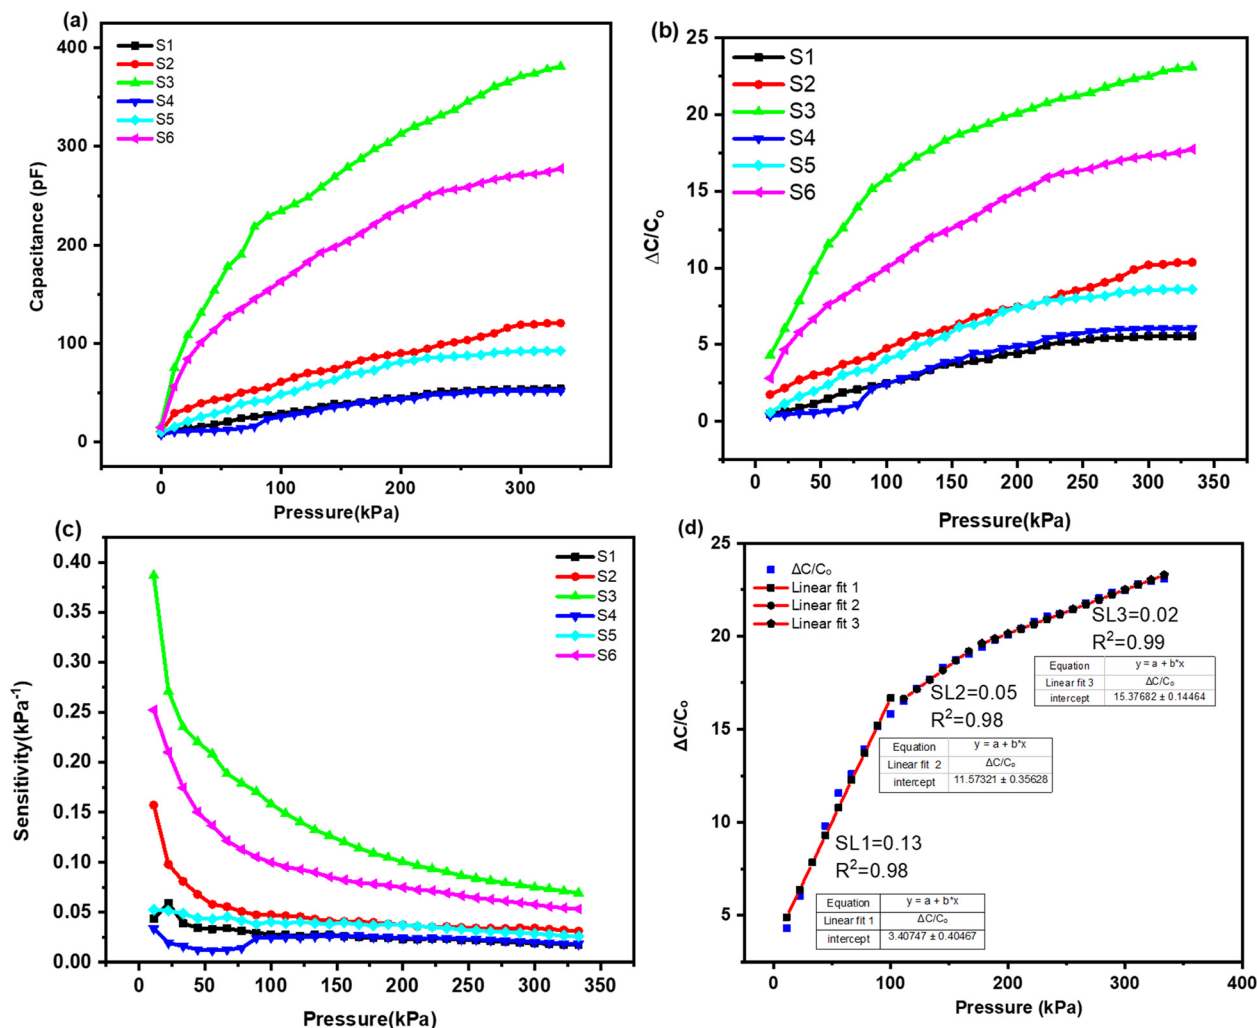 (a)
S1
S2
S3
S4
S5
S6
400
300
200
100
0
Capacitance (pF)
0
100
200
300
Pressure(kPa)
(b)
S1
S2
S3
S4
S5
S6
25
20
15
10
5
0
ΔC/Co
0
50
100
150
200
250
300
350
Pressure(kPa)
(c)
S1
S2
S3
S4
S5
S6
0.40
0.35
0.30
0.25
0.20
0.15
0.10
0.05
0.00
Sensitivity(kPa⁻¹)
0
50
100
150
200
250
300
350
Pressure(kPa)
(d)
ΔC/Co
Linear fit 1
Linear fit 2
Linear fit 3
25
20
15
10
5
ΔC/Co
SL3=0.02
R²=0.99
Equation y = a + b*x
Linear fit 3 ΔC/Co
intercept 15.37682 ± 0.14464
SL2=0.05
R²=0.98
Equation y = a + b*x
Linear fit 2 ΔC/Co
intercept 11.57321 ± 0.35628
SL1=0.13
R²=0.98
Equation y = a + b*x
Linear fit 1 ΔC/Co
intercept 3.40747 ± 0.40467
0
100
200
300
400
Pressure (kPa)